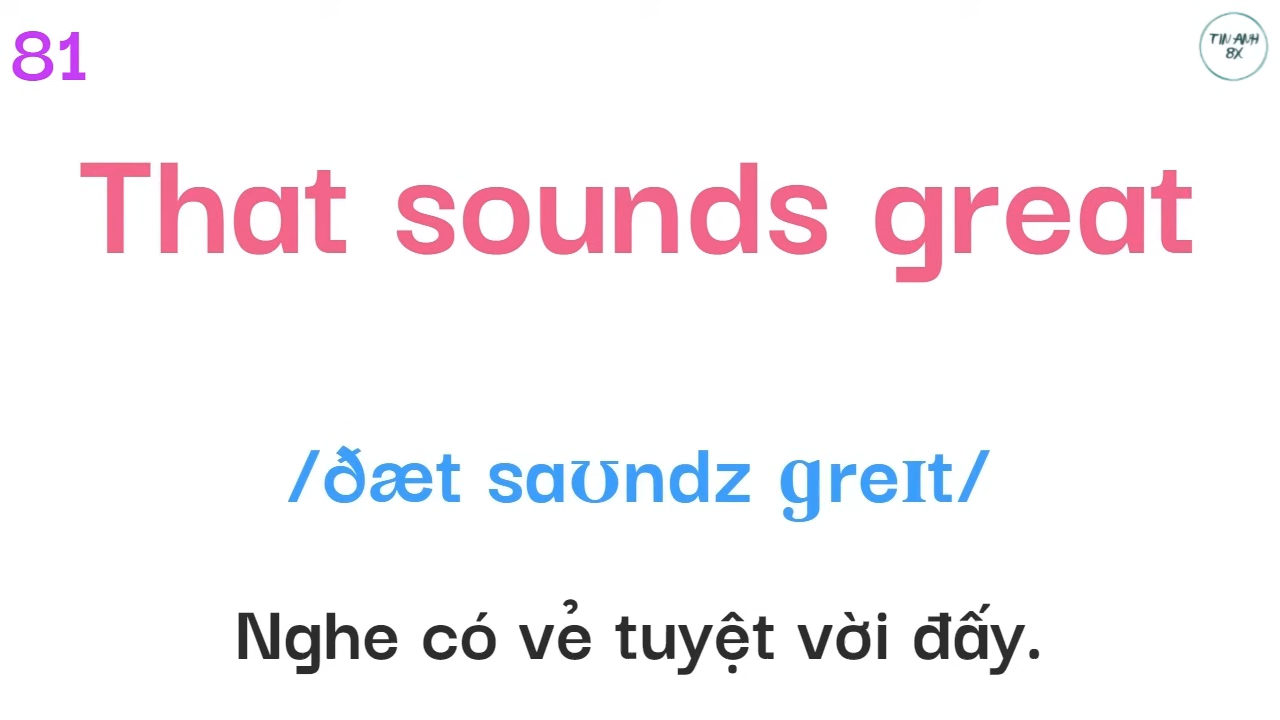 81
TIN ANH
8X
That sounds great
/ðæt saʊndz ɡreɪt/
Nghe có vẻ tuyệt vời đấy.